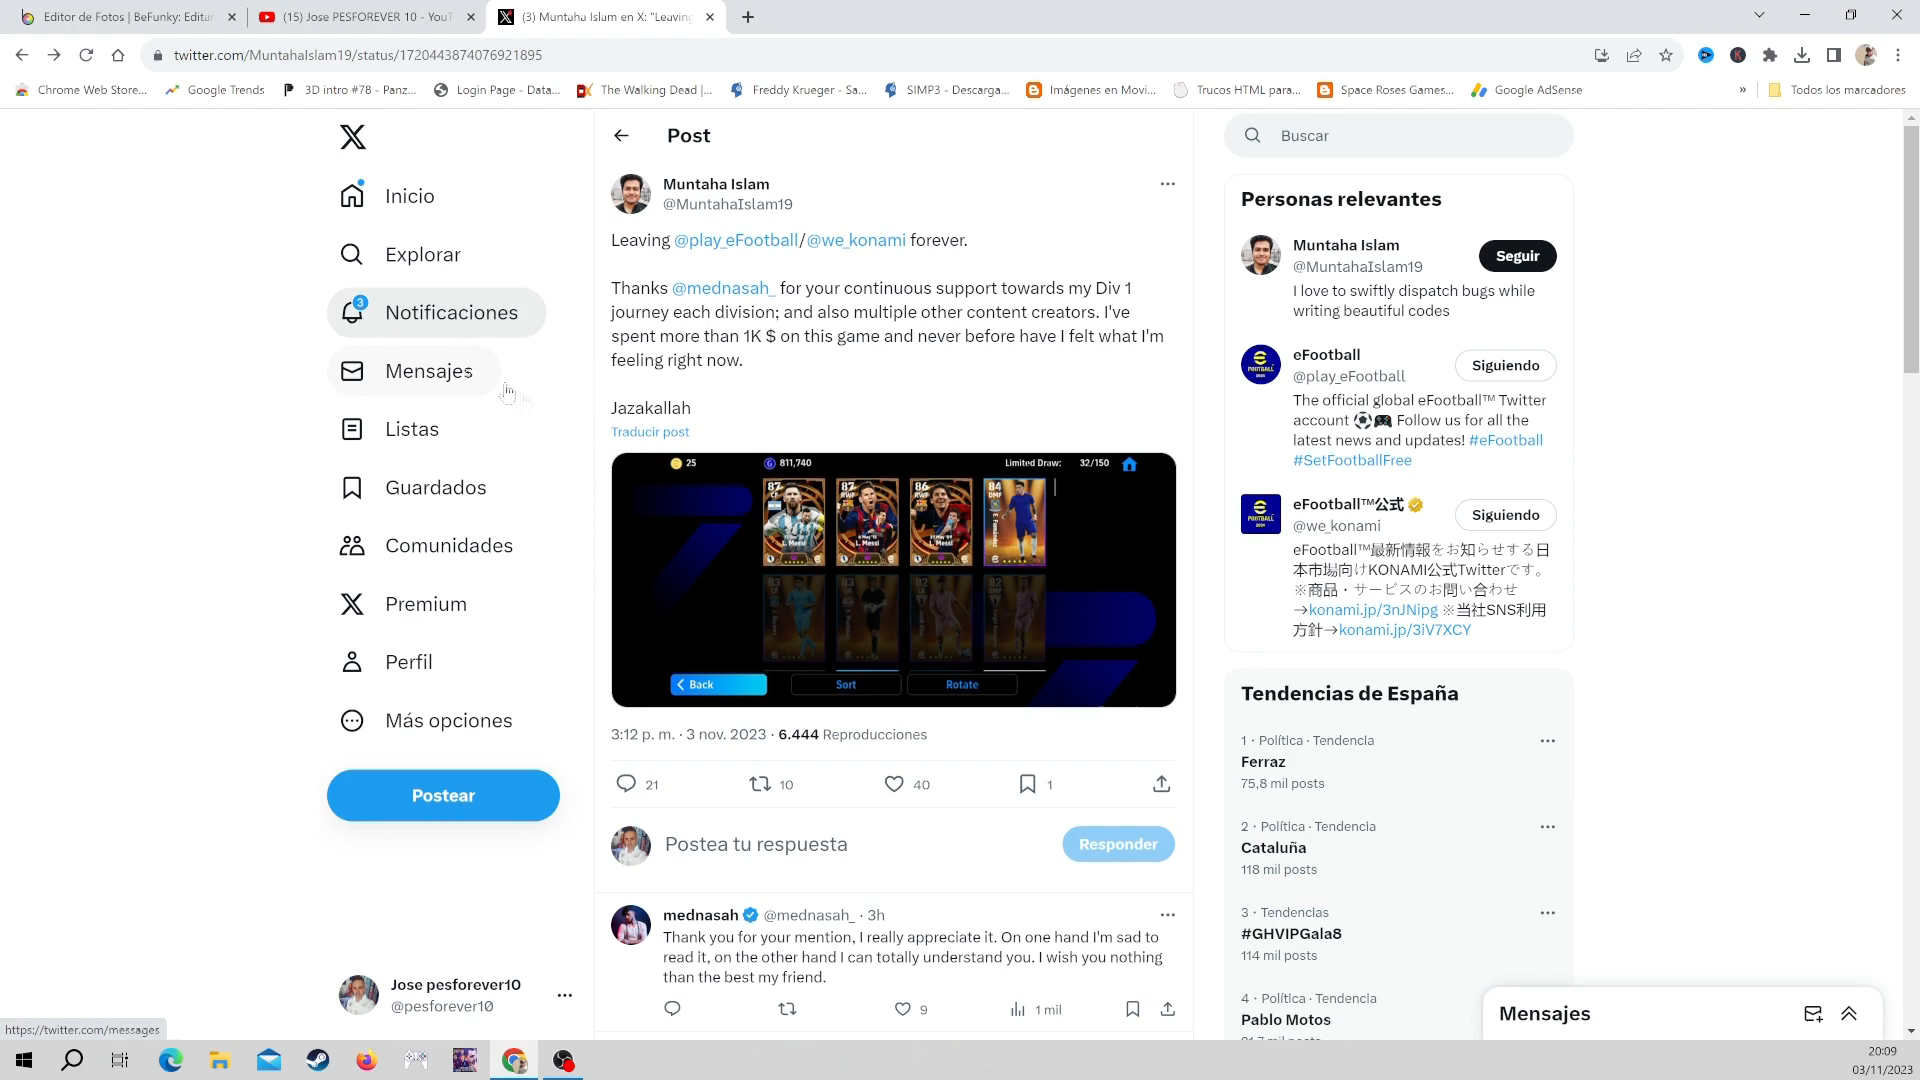 Editor de Fotos | BeFunky: Editar
(15) Jose PESFOREVER 10 - YouT
(3) Muntaha Islam en X: "Leaving
twitter.com/MuntahaIslam19/status/1720443874076921895
Chrome Web Store...
Google Trends
3D intro #78 - Panz...
Login Page - Data...
The Walking Dead |...
Freddy Krueger - Sa...
SIMP3 - Descarga...
Imágenes en Movi...
Trucos HTML para...
Space Roses Games...
Google AdSense
»
Todos los marcadores
Inicio
Explorar
3
Notificaciones
Mensajes
Listas
Guardados
Comunidades
Premium
Perfil
Más opciones
Postear
Jose pesforever10
@pesforever10
https://twitter.com/messages
Post
Muntaha Islam
@MuntahaIslam19
Leaving @play_eFootball/@we_konami forever.
Thanks @mednasah_ for your continuous support towards my Div 1
journey each division; and also multiple other content creators. I've
spent more than 1K $ on this game and never before have I felt what I'm
feeling right now.
Jazakallah
Traducir post
25
811,740
Limited Draw: 32/150
87
CF
L. Messi
87
RWF
L. Messi
86
RWF
L. Messi
84
DMF
E. Fernández
83
83
82
82
Back
Sort
Rotate
3:12 p. m. · 3 nov. 2023 · 6.444 Reproducciones
21
10
40
1
Postea tu respuesta
Responder
mednasah @mednasah_ · 3h
Thank you for your mention, I really appreciate it. On one hand I'm sad to
read it, on the other hand I can totally understand you. I wish you nothing
than the best my friend.
9
1 mil
Buscar
Personas relevantes
Muntaha Islam
@MuntahaIslam19
Seguir
I love to swiftly dispatch bugs while
writing beautiful codes
eFootball
@play_eFootball
Siguiendo
The official global eFootball™ Twitter
account ⚽🎮 Follow us for all the
latest news and updates! #eFootball
#SetFootballFree
eFootball™公式
@we_konami
Siguiendo
eFootball™最新情報をお知らせする日
本市場向けKONAMI公式Twitterです。
※商品・サービスのお問い合わせ
→konami.jp/3nJNipg ※当社SNS利用
方針→konami.jp/3iV7XCY
Tendencias de España
1 · Política · Tendencia
Ferraz
75,8 mil posts
2 · Política · Tendencia
Cataluña
118 mil posts
3 · Tendencias
#GHVIPGala8
114 mil posts
4 · Política · Tendencia
Pablo Motos
Mensajes
20:09
03/11/2023